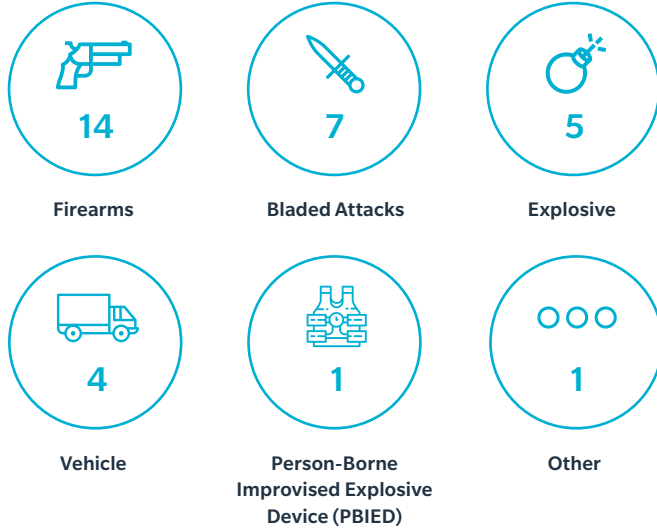 14
7
5
Firearms
Bladed Attacks
Explosive
4
1
1
Vehicle
Person-Borne
Improvised Explosive
Device (PBIED)
Other